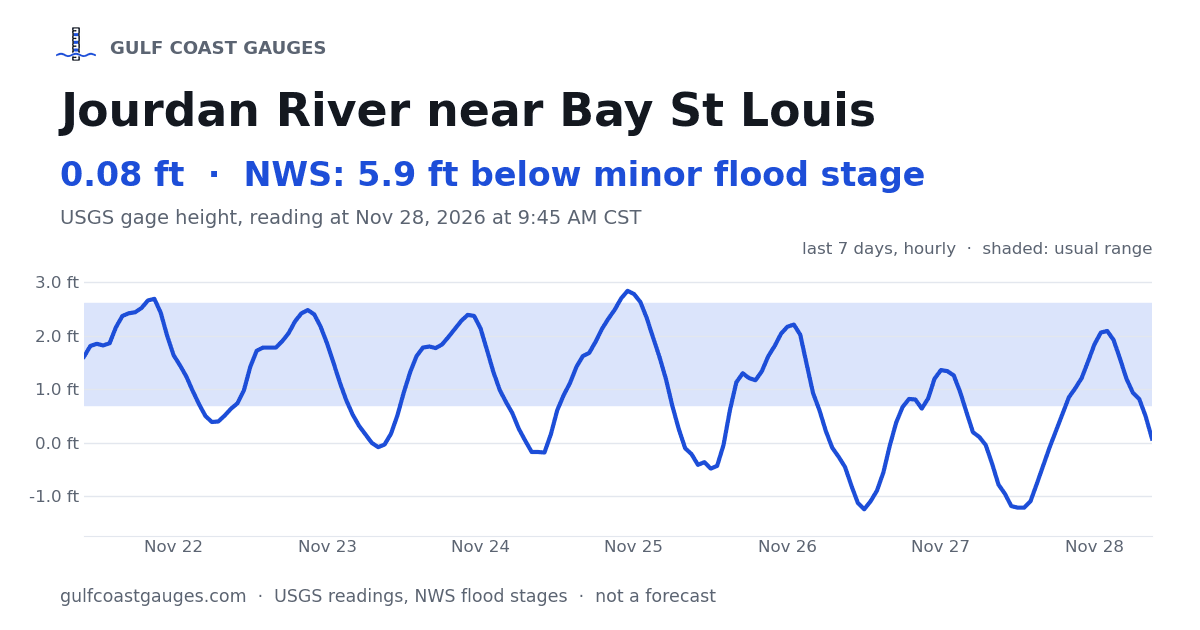 GULF COAST GAUGES
Jourdan River near Bay St Louis
0.08 ft · NWS: 5.9 ft below minor flood stage
USGS gage height, reading at Nov 28, 2026 at 9:45 AM CST
last 7 days, hourly · shaded: usual range
3.0 ft
2.0 ft
1.0 ft
0.0 ft
-1.0 ft
Nov 22 Nov 23 Nov 24 Nov 25 Nov 26 Nov 27 Nov 28
gulfcoastgauges.com · USGS readings, NWS flood stages · not a forecast